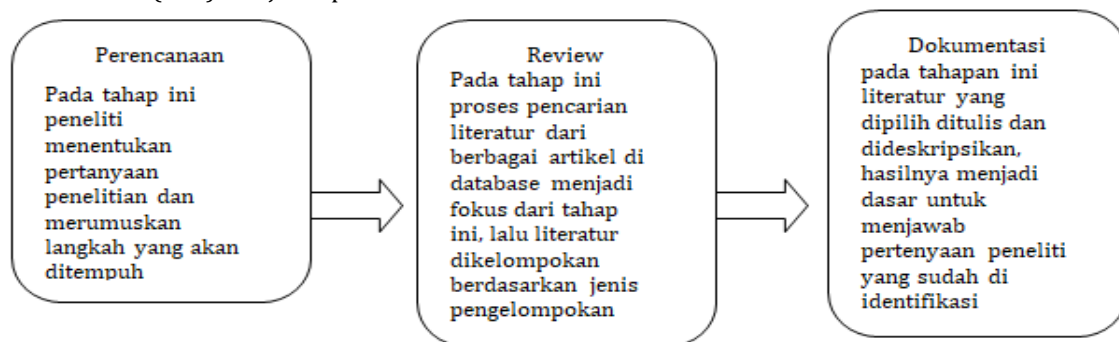 Perencanaan
Pada tahap ini
peneliti
menentukan
pertanyaan
penelitian dan
merumuskan
langkah yang akan
ditempuh
Review
Pada tahap ini
proses pencarian
literatur dari
berbagai artikel di
database menjadi
fokus dari tahap
ini, lalu literatur
dikelompokan
berdasarkan jenis
pengelompokan
Dokumentasi
pada tahapan ini
literatur yang
dipilih ditulis dan
dideskripsikan,
hasilnya menjadi
dasar untuk
menjawab
pertenyaan peneliti
yang sudah di
identifikasi